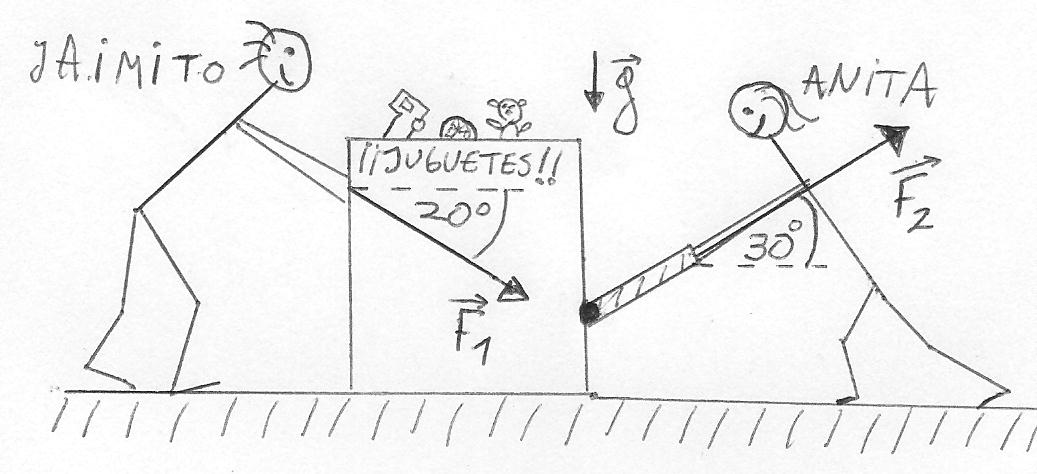 JAiMiTO
g
ANiTA
¡¡JUGUETES!!
F2
20°
30°
F1